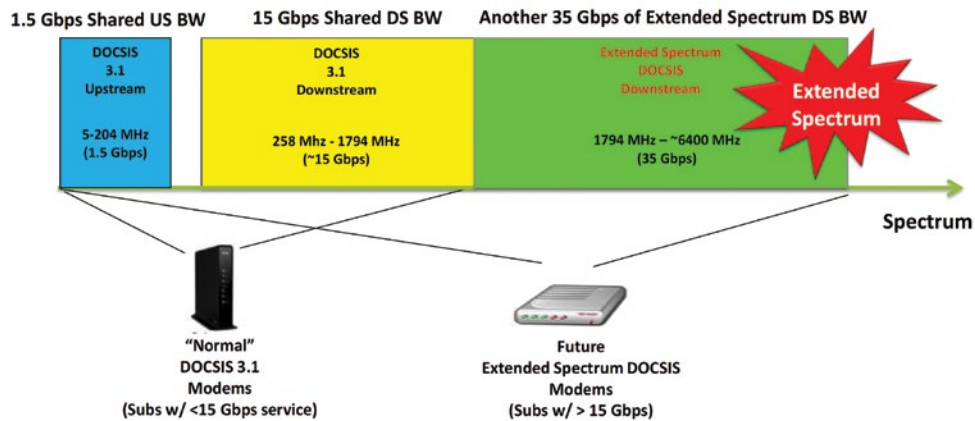 1.5 Gbps Shared US BW
15 Gbps Shared DS BW
Another 35 Gbps of Extended Spectrum DS BW
DOCSIS
3.1
Upstream
5-204 MHz
(1.5 Gbps)
DOCSIS
3.1
Downstream
258 Mhz - 1794 MHz
(~15 Gbps)
Extended Spectrum
DOCSIS
Downstream
1794 MHz – ~6400 MHz
(35 Gbps)
Extended
Spectrum
Spectrum
“Normal”
DOCSIS 3.1
Modems
(Subs w/ <15 Gbps service)
Future
Extended Spectrum DOCSIS
Modems
(Subs w/ > 15 Gbps)